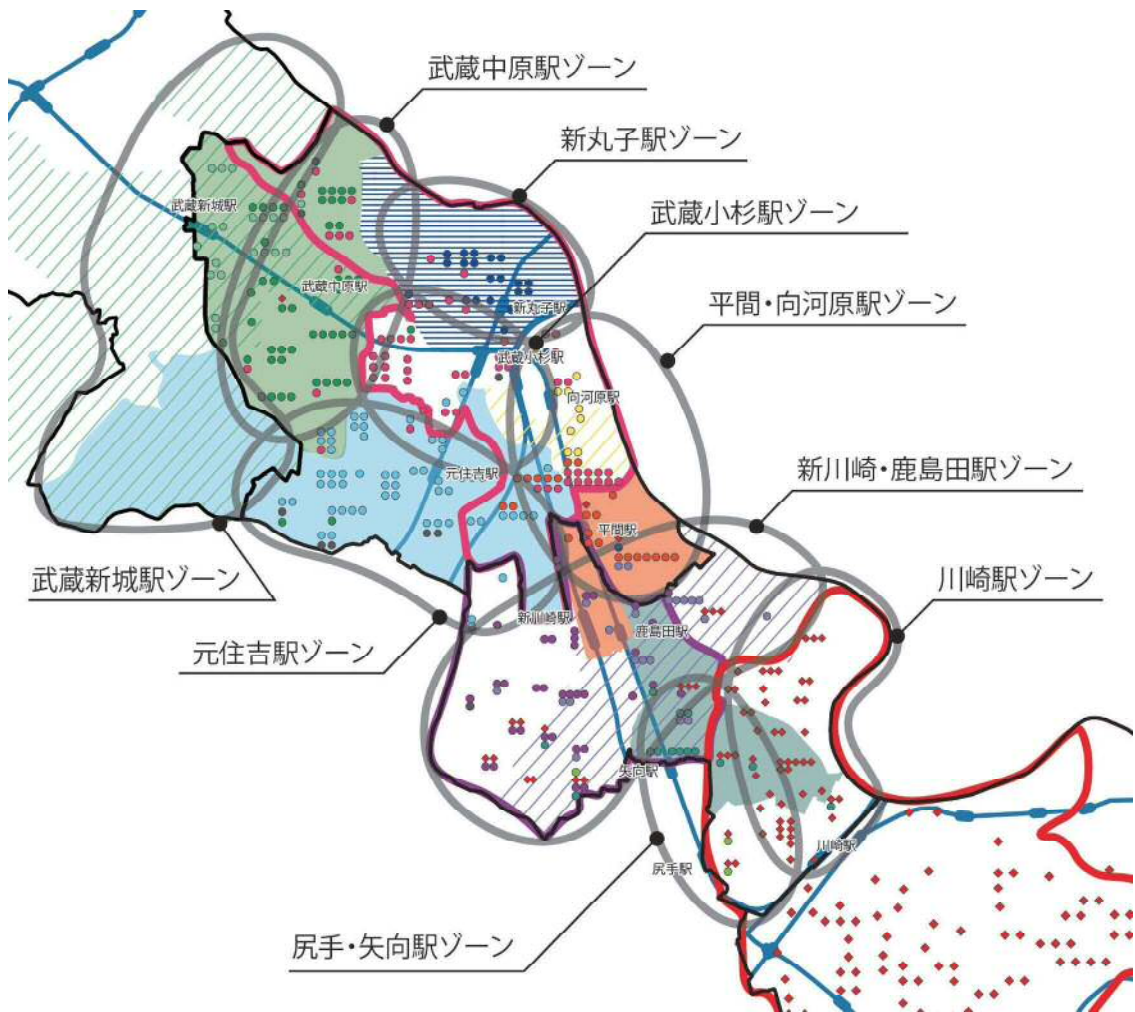 武蔵中原駅ゾーン
新丸子駅ゾーン
武蔵小杉駅ゾーン
平間・向河原駅ゾーン
武蔵新城駅
武蔵中原駅
新丸子駅
武蔵小杉駅
向河原駅
元住吉駅
新川崎・鹿島田駅ゾーン
平間駅
武蔵新城駅ゾーン
川崎駅ゾーン
新川崎駅
鹿島田駅
元住吉駅ゾーン
矢向駅
川崎駅
尻手駅
尻手・矢向駅ゾーン